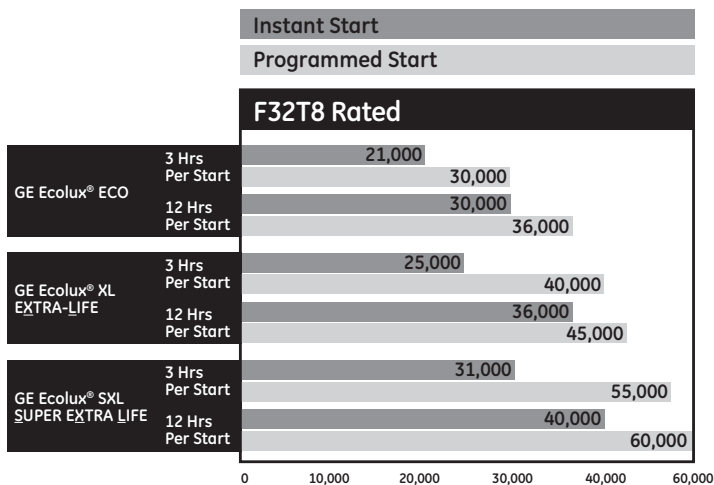 Instant Start
Programmed Start
F32T8 Rated
GE Ecolux® ECO
3 Hrs
Per Start
21,000
30,000
12 Hrs
Per Start
30,000
36,000
GE Ecolux® XL
EXTRA-LIFE
3 Hrs
Per Start
25,000
40,000
12 Hrs
Per Start
36,000
45,000
GE Ecolux® SXL
SUPER EXTRA LIFE
3 Hrs
Per Start
31,000
55,000
12 Hrs
Per Start
40,000
60,000
0 10,000 20,000 30,000 40,000 60,000